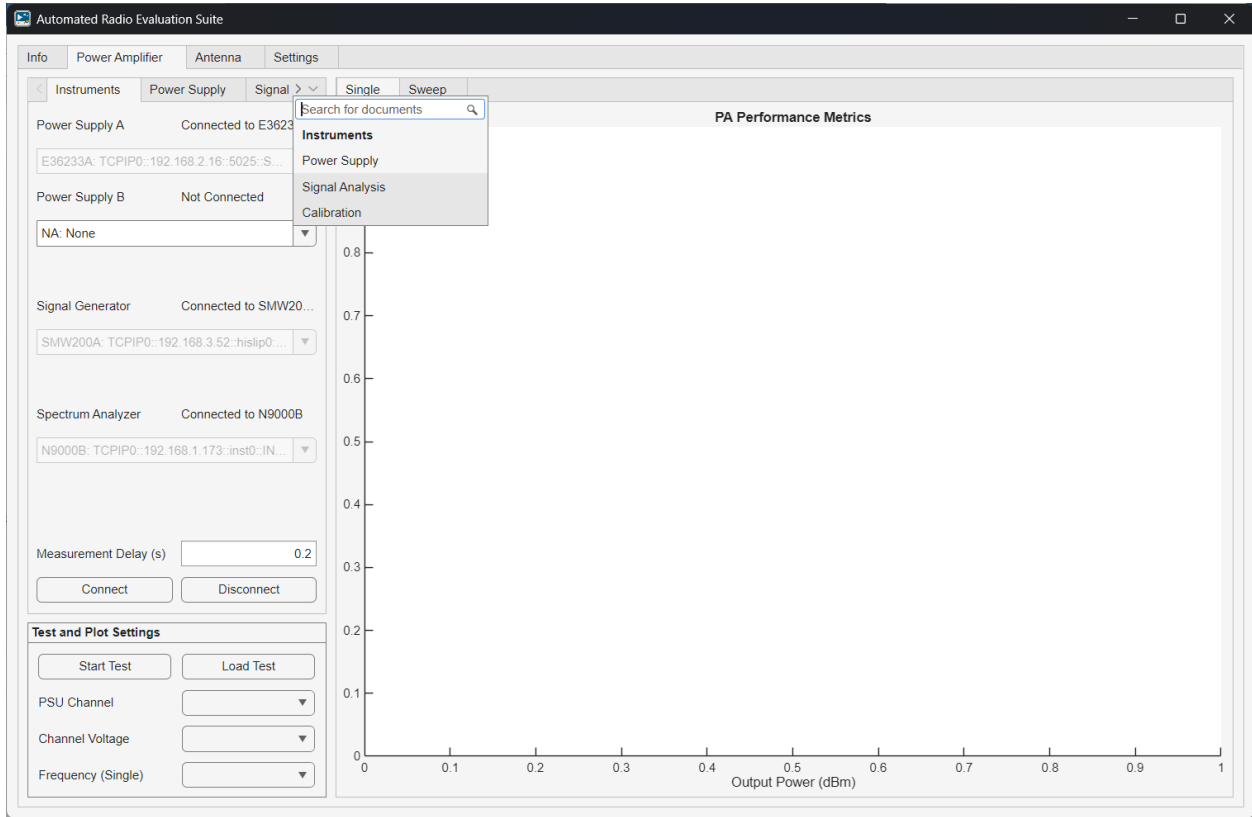 Automated Radio Evaluation Suite
Info Power Amplifier Antenna Settings
Instruments Power Supply Signal
Single Sweep
Search for documents
Instruments
Power Supply
Signal Analysis
Calibration
Power Supply A Connected to E3623
E36233A: TCPIP0::192.168.2.16::5025::S...
Power Supply B Not Connected
NA: None
Signal Generator Connected to SMW20...
SMW200A: TCPIP0::192.168.3.52::hislip0:...
Spectrum Analyzer Connected to N9000B
N9000B: TCPIP0::192.168.1.173::inst0::IN...
Measurement Delay (s) 0.2
Connect Disconnect
Test and Plot Settings
Start Test Load Test
PSU Channel
Channel Voltage
Frequency (Single)
PA Performance Metrics
0.8
0.7
0.6
0.5
0.4
0.3
0.2
0.1
0
0 0.1 0.2 0.3 0.4 0.5 0.6 0.7 0.8 0.9 1
Output Power (dBm)